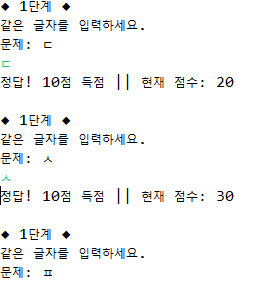 ◆ 1단계 ◆
같은 글자를 입력하세요.
문제: ㄷ
ㄷ
정답! 10점 득점 || 현재 점수: 20
◆ 1단계 ◆
같은 글자를 입력하세요.
문제: ㅅ
ㅅ
정답! 10점 득점 || 현재 점수: 30
◆ 1단계 ◆
같은 글자를 입력하세요.
문제: ㅍ